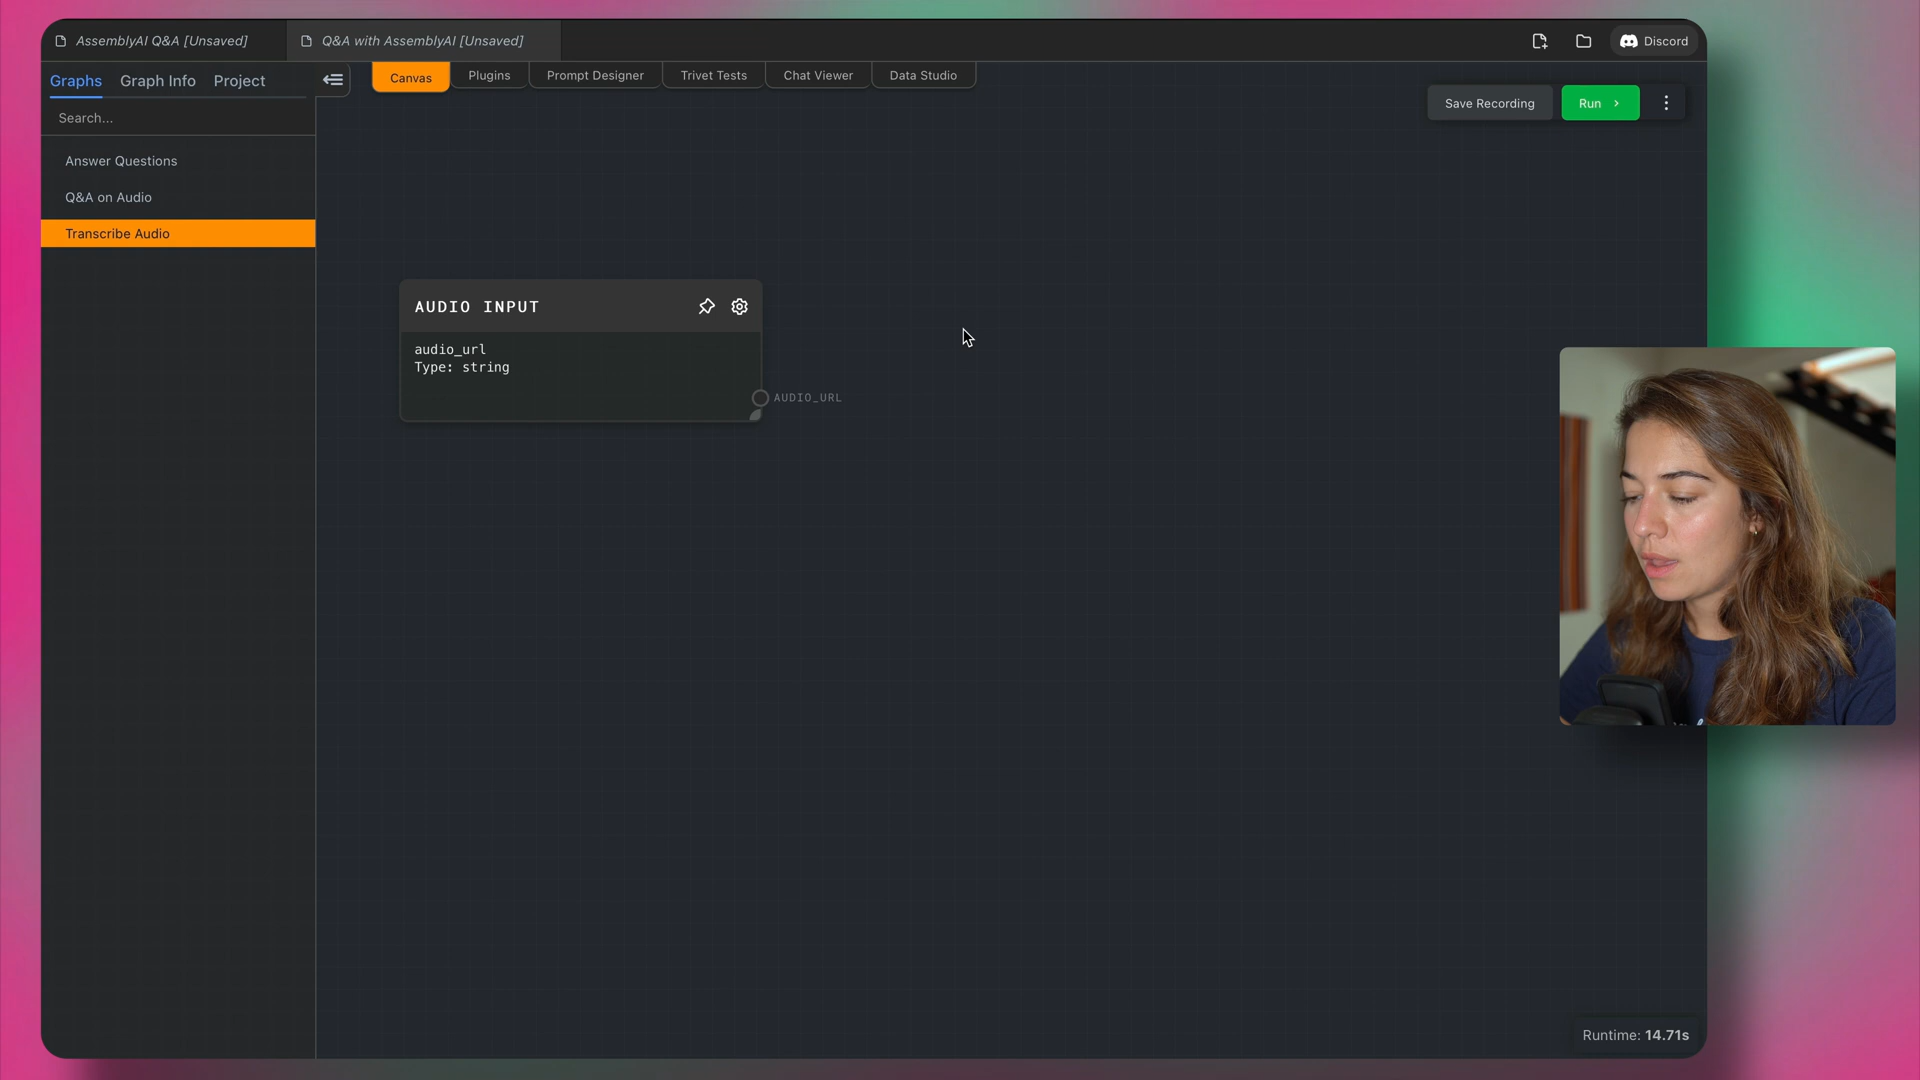 AssemblyAI Q&A [Unsaved]
Q&A with AssemblyAI [Unsaved]
Discord
Graphs
Graph Info
Project
Canvas
Plugins
Prompt Designer
Trivet Tests
Chat Viewer
Data Studio
Save Recording
Run
Search...
Answer Questions
Q&A on Audio
Transcribe Audio
AUDIO INPUT
audio_url
Type: string
AUDIO_URL
Runtime: 14.71s